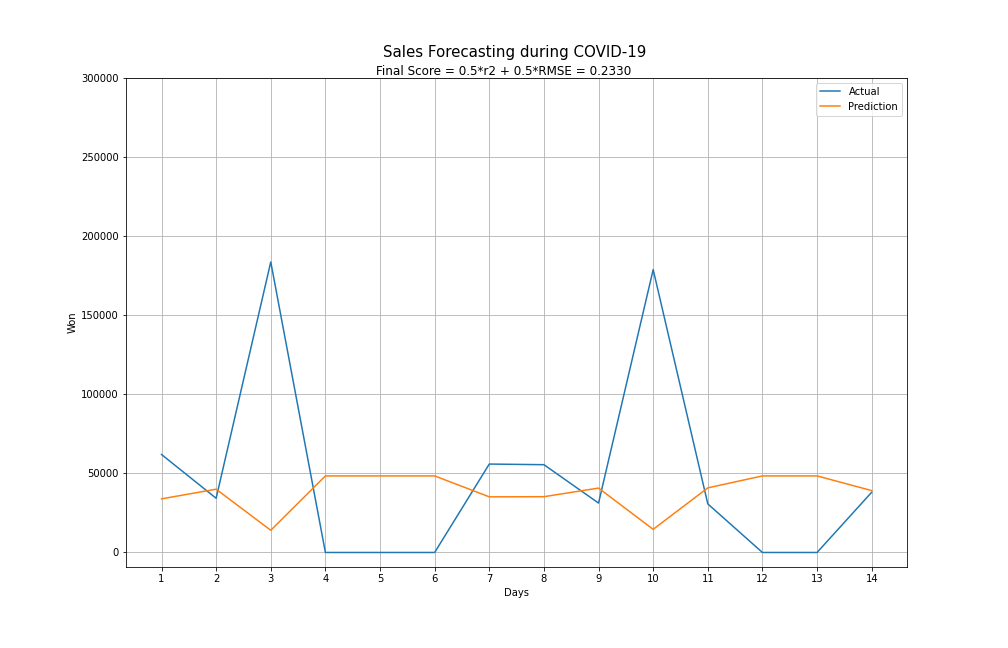 Sales Forecasting during COVID-19
Final Score = 0.5*r2 + 0.5*RMSE = 0.2330
300000
250000
200000
150000
100000
50000
0
Won
Actual
Prediction
1 2 3 4 5 6 7 8 9 10 11 12 13 14
Days